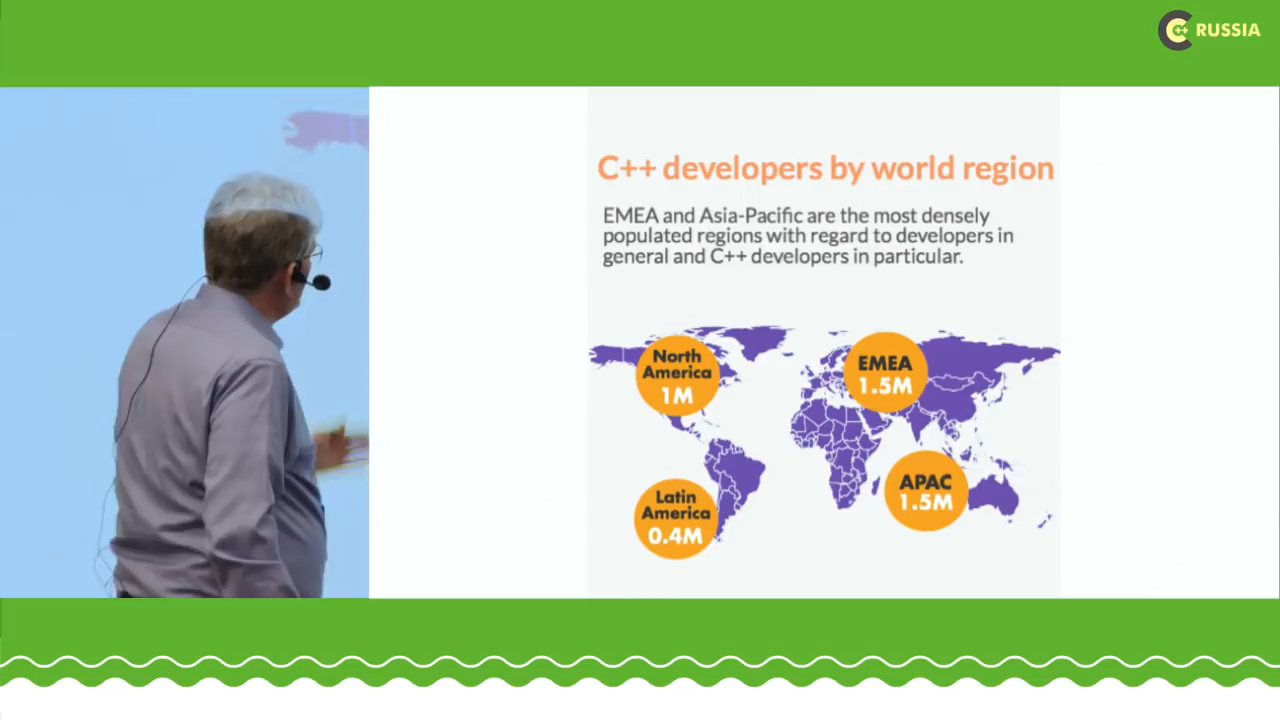 C++ RUSSIA
C++ developers by world region
EMEA and Asia-Pacific are the most densely
populated regions with regard to developers in
general and C++ developers in particular.
North
America
1M
EMEA
1.5M
Latin
America
0.4M
APAC
1.5M